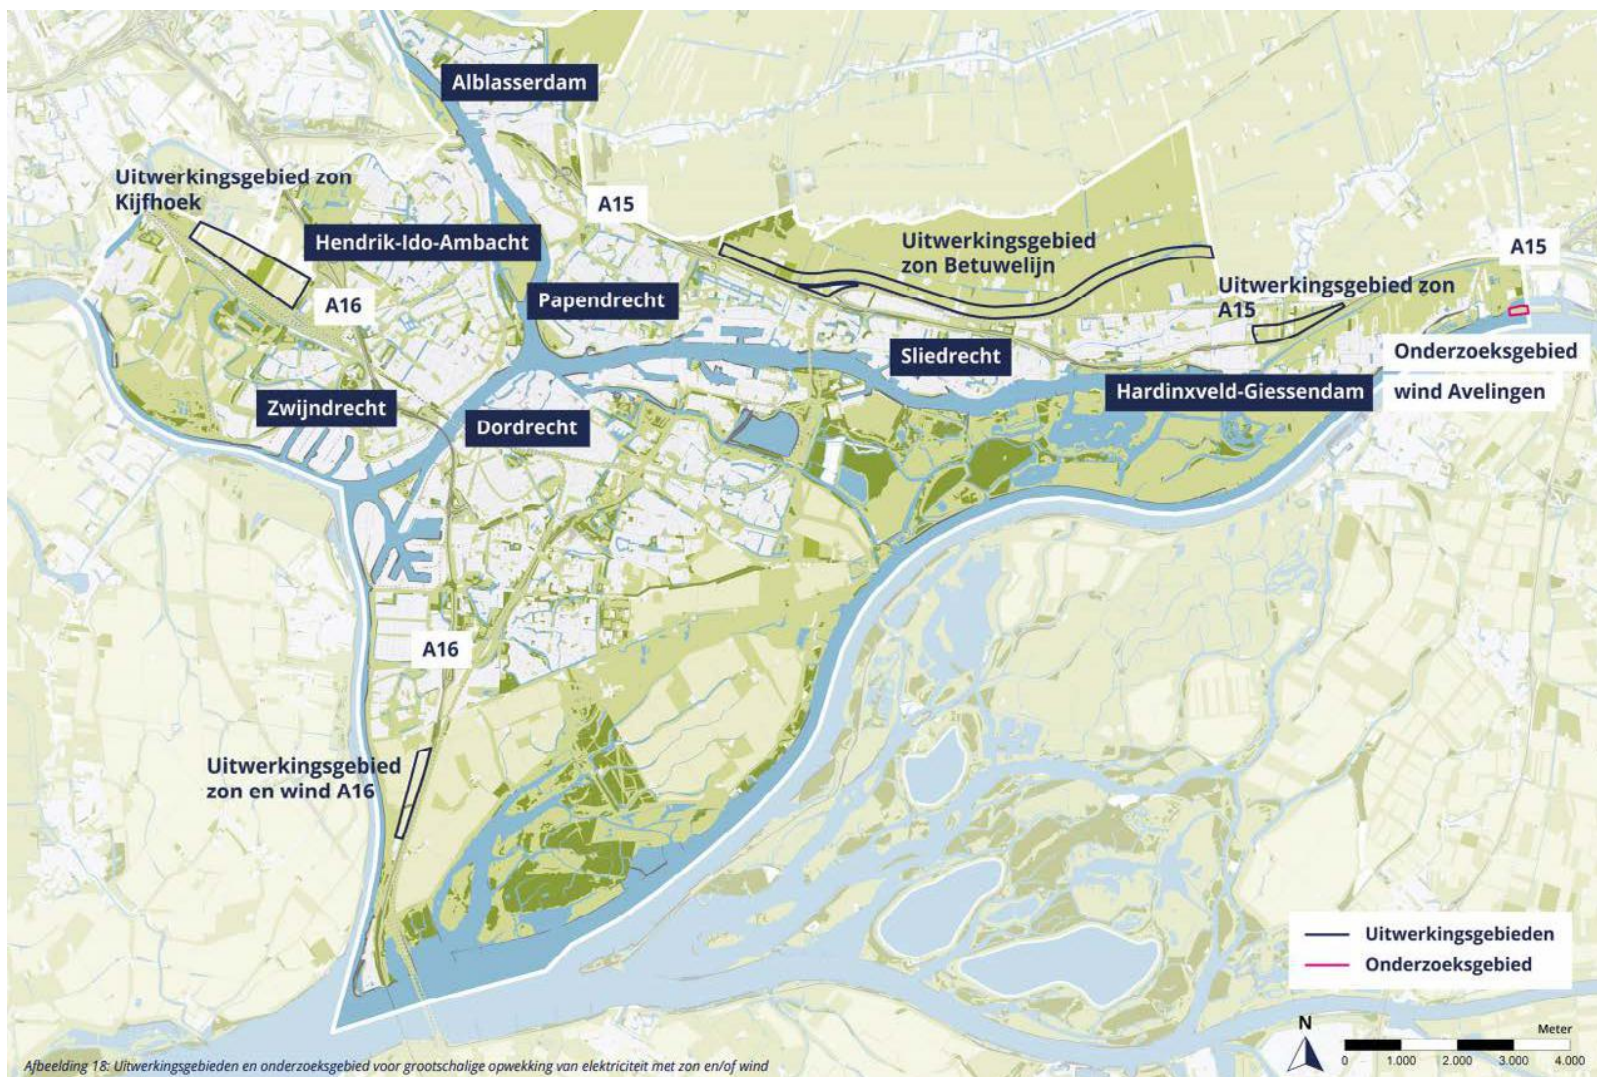 Alblasserdam
Uitwerkingsgebied zon
Kijfhoek
A15
Hendrik-Ido-Ambacht
Uitwerkingsgebied
zon Betuwelijn
A15
A16
Papendrecht
Uitwerkingsgebied zon
A15
Sliedrecht
Onderzoeksgebied
wind Avelingen
Hardinxveld-Giessendam
Zwijndrecht
Dordrecht
A16
Uitwerkingsgebied
zon en wind A16
Uitwerkingsgebieden
Onderzoeksgebied
N
Meter
0 1.000 2.000 3.000 4.000
Afbeelding 18: Uitwerkingsgebieden en onderzoeksgebied voor grootschalige opwekking van elektriciteit met zon en/of wind